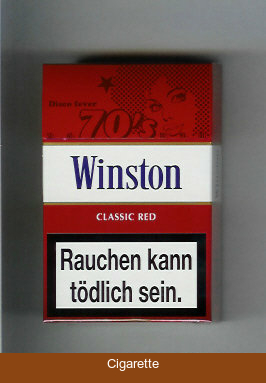 Disco fever
70's
Winston
CLASSIC RED
Rauchen kann
tödlich sein.
Cigarette